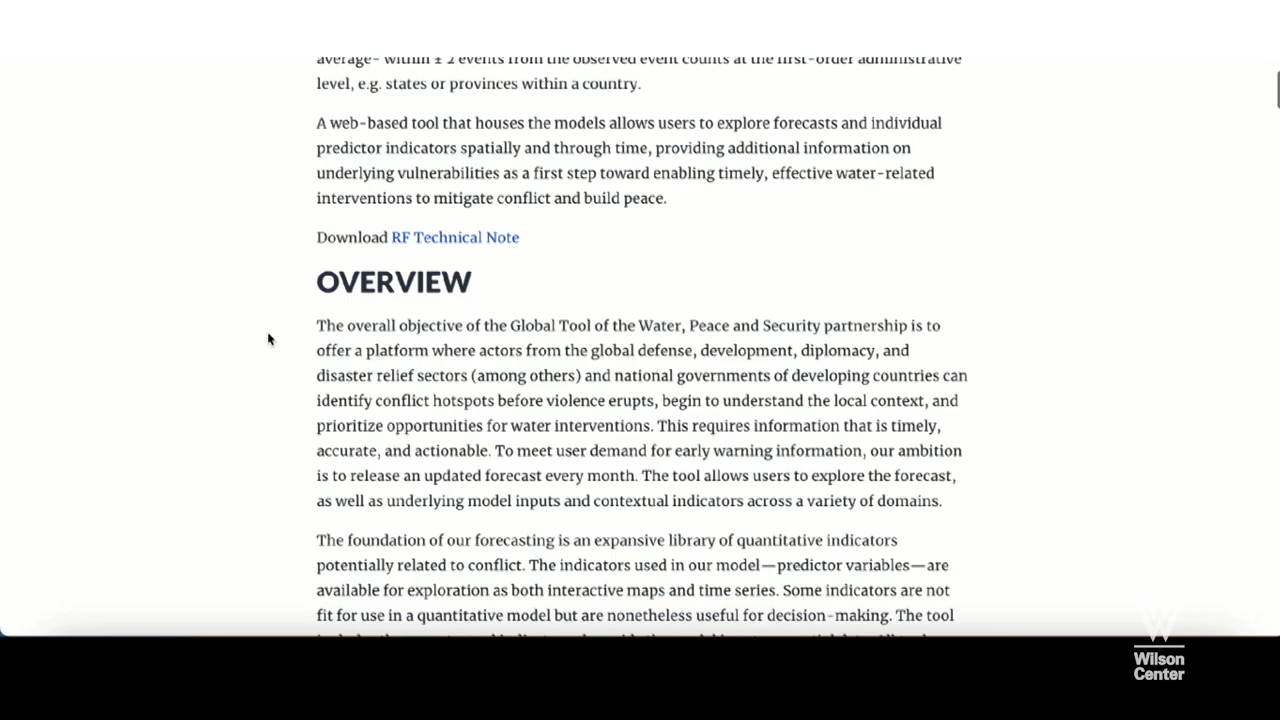 average- within ± 2 events from the observed event counts at the first-order administrative
level, e.g. states or provinces within a country.
A web-based tool that houses the models allows users to explore forecasts and individual
predictor indicators spatially and through time, providing additional information on
underlying vulnerabilities as a first step toward enabling timely, effective water-related
interventions to mitigate conflict and build peace.
Download RF Technical Note
OVERVIEW
The overall objective of the Global Tool of the Water, Peace and Security partnership is to
offer a platform where actors from the global defense, development, diplomacy, and
disaster relief sectors (among others) and national governments of developing countries can
identify conflict hotspots before violence erupts, begin to understand the local context, and
prioritize opportunities for water interventions. This requires information that is timely,
accurate, and actionable. To meet user demand for early warning information, our ambition
is to release an updated forecast every month. The tool allows users to explore the forecast,
as well as underlying model inputs and contextual indicators across a variety of domains.
The foundation of our forecasting is an expansive library of quantitative indicators
potentially related to conflict. The indicators used in our model—predictor variables—are
available for exploration as both interactive maps and time series. Some indicators are not
fit for use in a quantitative model but are nonetheless useful for decision-making. The tool
W
Wilson
Center